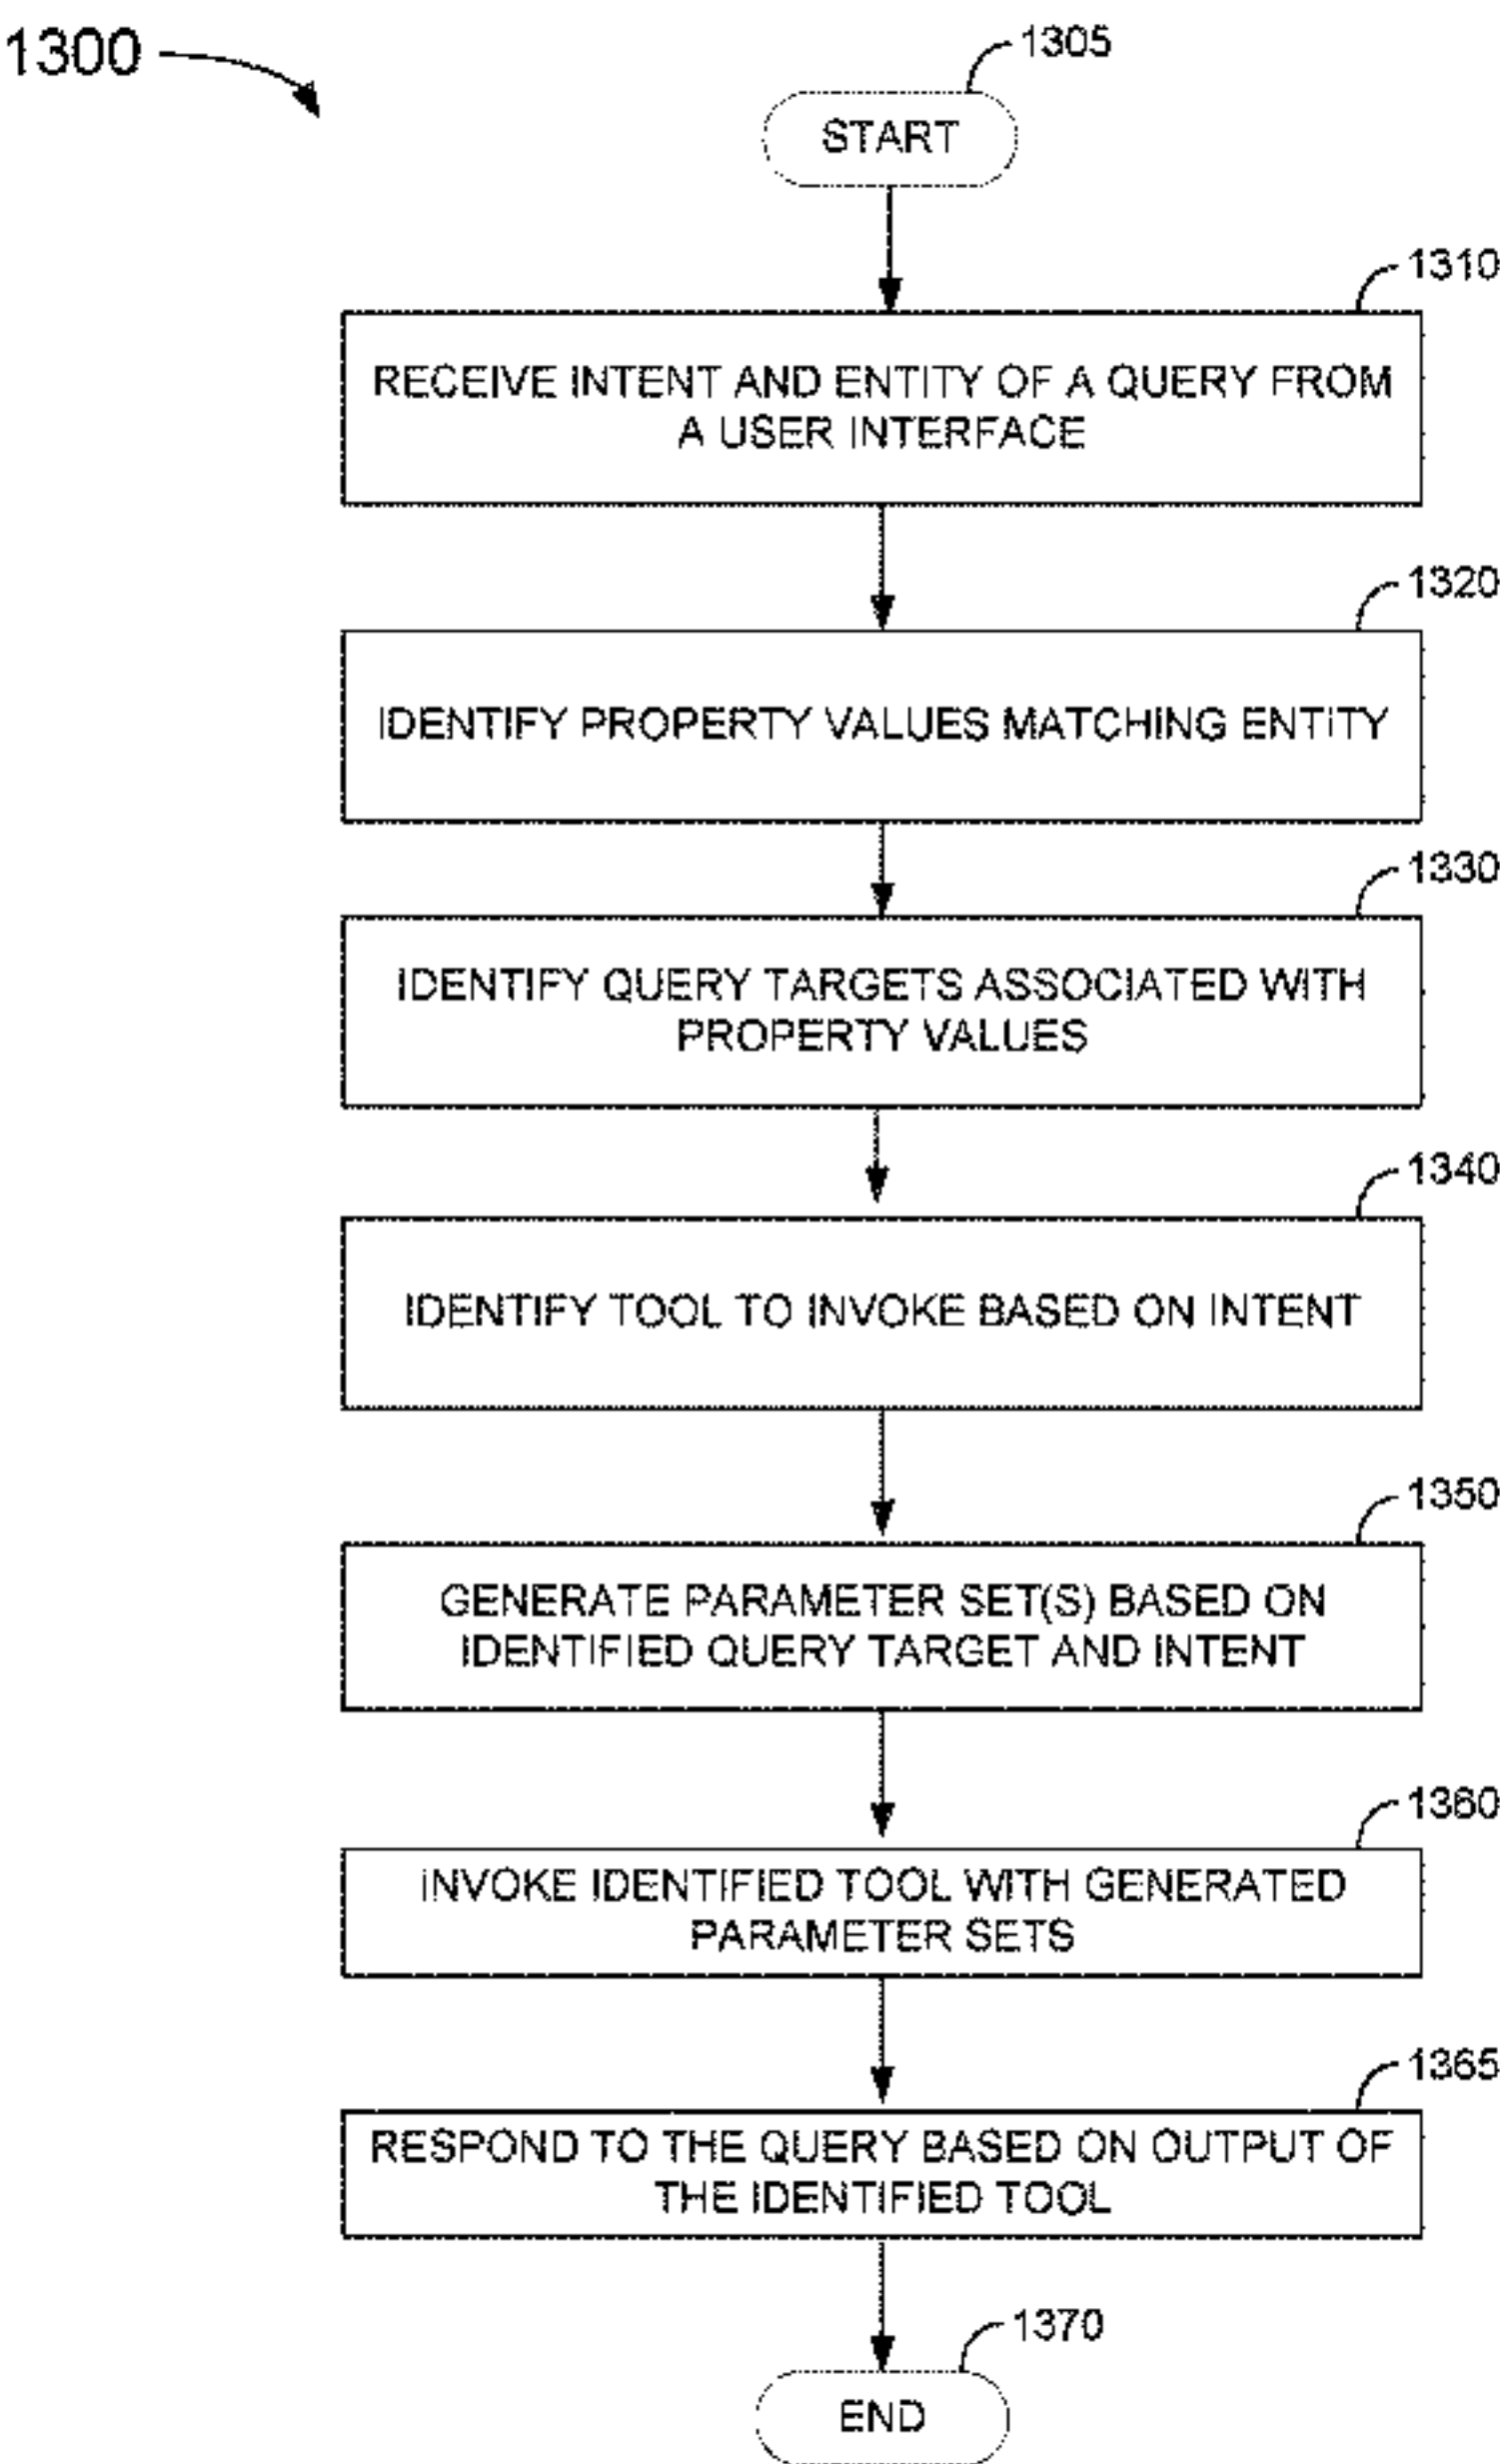 1300
1305
START
1310
RECEIVE INTENT AND ENTITY OF A QUERY FROM
A USER INTERFACE
1320
IDENTIFY PROPERTY VALUES MATCHING ENTITY
1330
IDENTIFY QUERY TARGETS ASSOCIATED WITH
PROPERTY VALUES
1340
IDENTIFY TOOL TO INVOKE BASED ON INTENT
1350
GENERATE PARAMETER SET(S) BASED ON
IDENTIFIED QUERY TARGET AND INTENT
1360
INVOKE IDENTIFIED TOOL WITH GENERATED
PARAMETER SETS
1365
RESPOND TO THE QUERY BASED ON OUTPUT OF
THE IDENTIFIED TOOL
1370
END